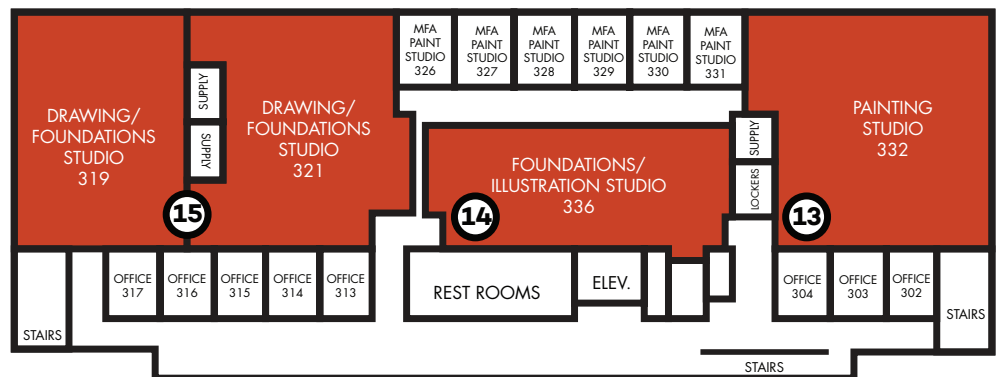 DRAWING/
FOUNDATIONS
STUDIO
319
SUPPLY
SUPPLY
DRAWING/
FOUNDATIONS
STUDIO
321
MFA
PAINT
STUDIO
326
MFA
PAINT
STUDIO
327
MFA
PAINT
STUDIO
328
MFA
PAINT
STUDIO
329
MFA
PAINT
STUDIO
330
MFA
PAINT
STUDIO
331
FOUNDATIONS/
ILLUSTRATION STUDIO
336
SUPPLY
LOCKERS
PAINTING
STUDIO
332
15
14
13
OFFICE
317
OFFICE
316
OFFICE
315
OFFICE
314
OFFICE
313
REST ROOMS
ELEV.
OFFICE
304
OFFICE
303
OFFICE
302
STAIRS
STAIRS
STAIRS